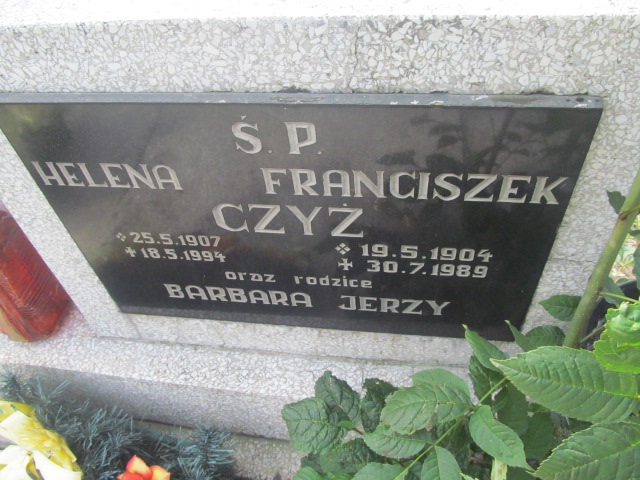 Ś. P.
HELENA FRANCISZEK
CZYŻ
25.5.1907 19.5.1904
18.5.1994 30.7.1989
oraz rodzice
BARBARA JERZY